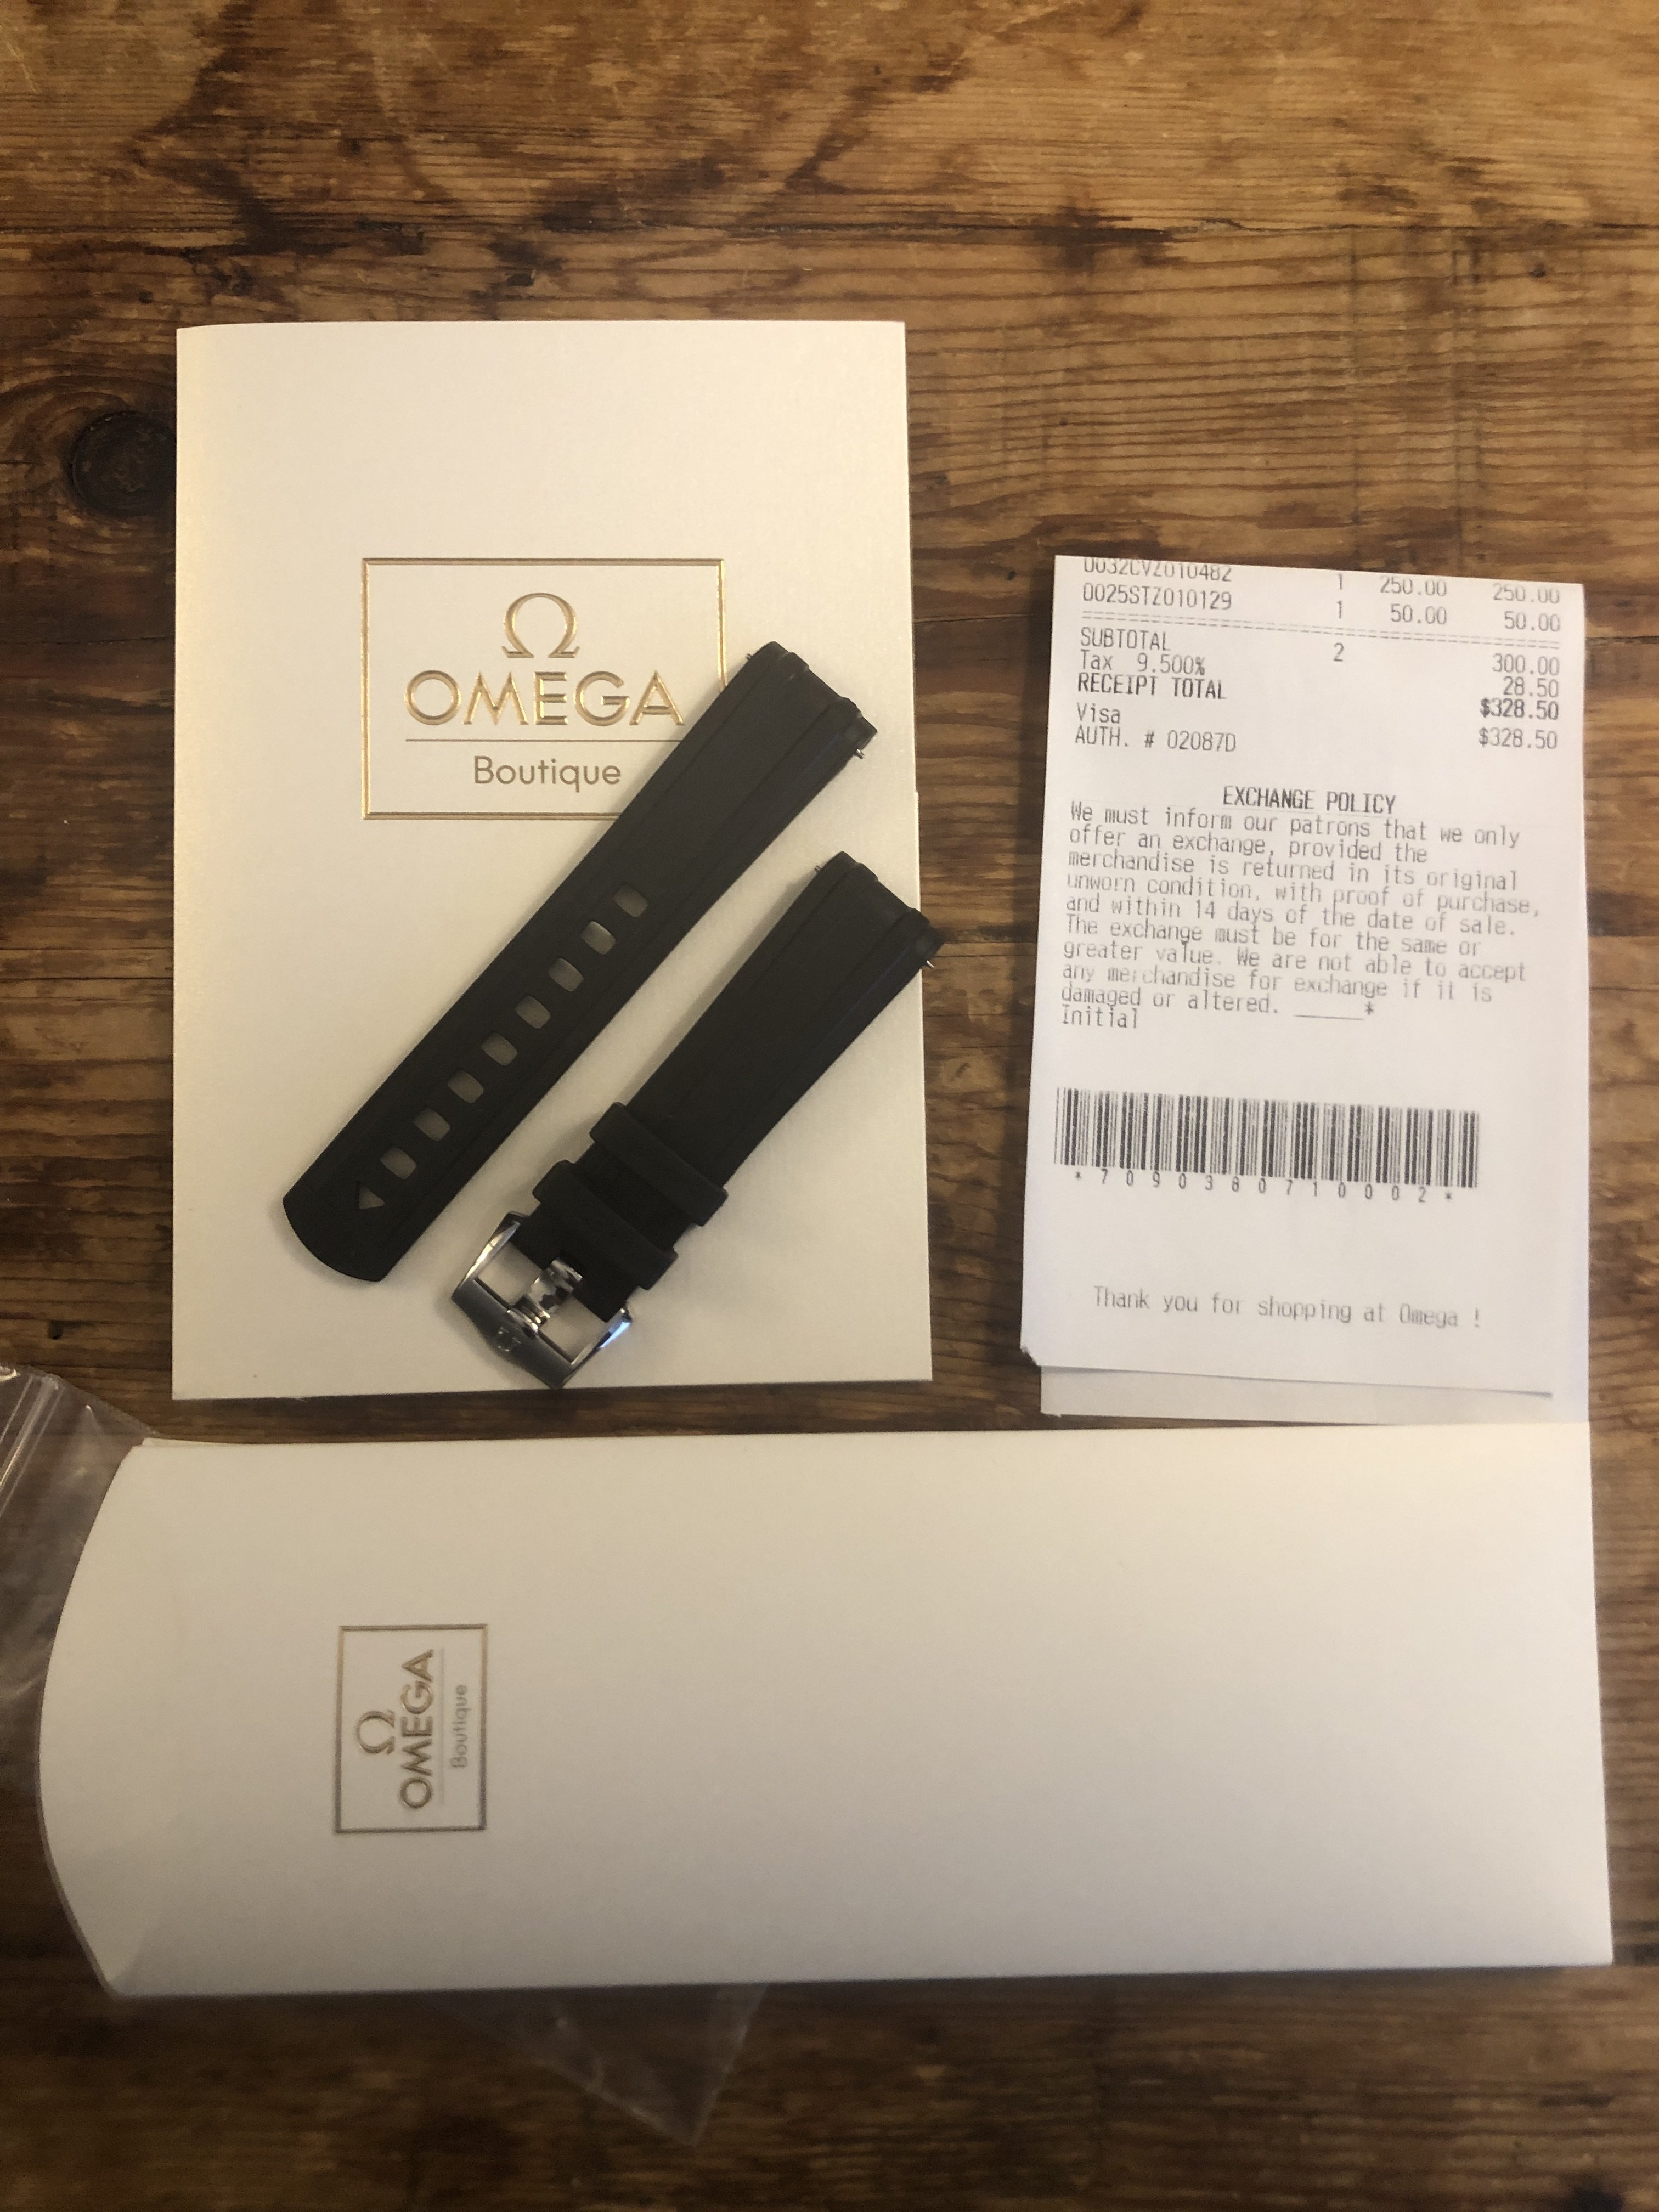 Ω
OMEGA
Boutique
0032CVZ010482 1 250.00 250.00
0025STZ010129 1 50.00 50.00
SUBTOTAL 2 300.00
Tax 9.500% 28.50
RECEIPT TOTAL $328.50
Visa $328.50
AUTH. # 02087D
EXCHANGE POLICY
We must inform our patrons that we only
offer an exchange, provided the
merchandise is returned in its original
unworn condition, with proof of purchase,
and within 14 days of the date of sale.
The exchange must be for the same or
greater value. We are not able to accept
any merchandise for exchange if it is
damaged or altered. ______*
Initial
*7090380710002*
Thank you for shopping at Omega !
Ω
OMEGA
Boutique